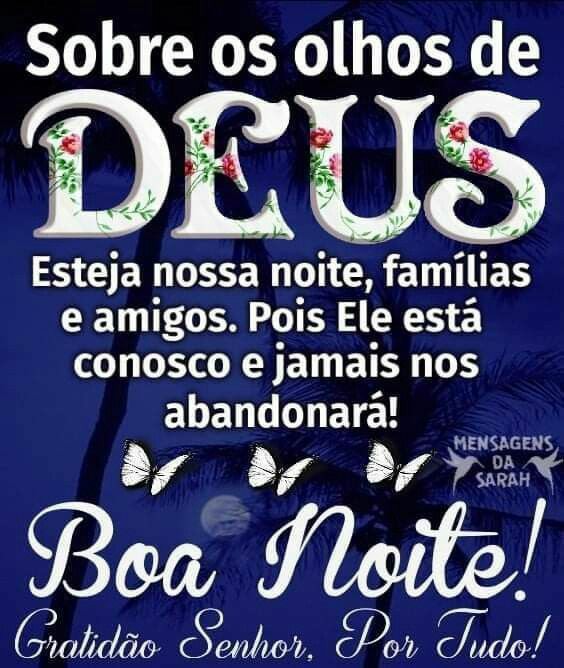 Sobre os olhos de
DEUS
Esteja nossa noite, famílias
e amigos. Pois Ele está
conosco e jamais nos
abandonará!
MENSAGENS
DA
SARAH
Boa Noite!
Gratidão Senhor, Por Tudo!